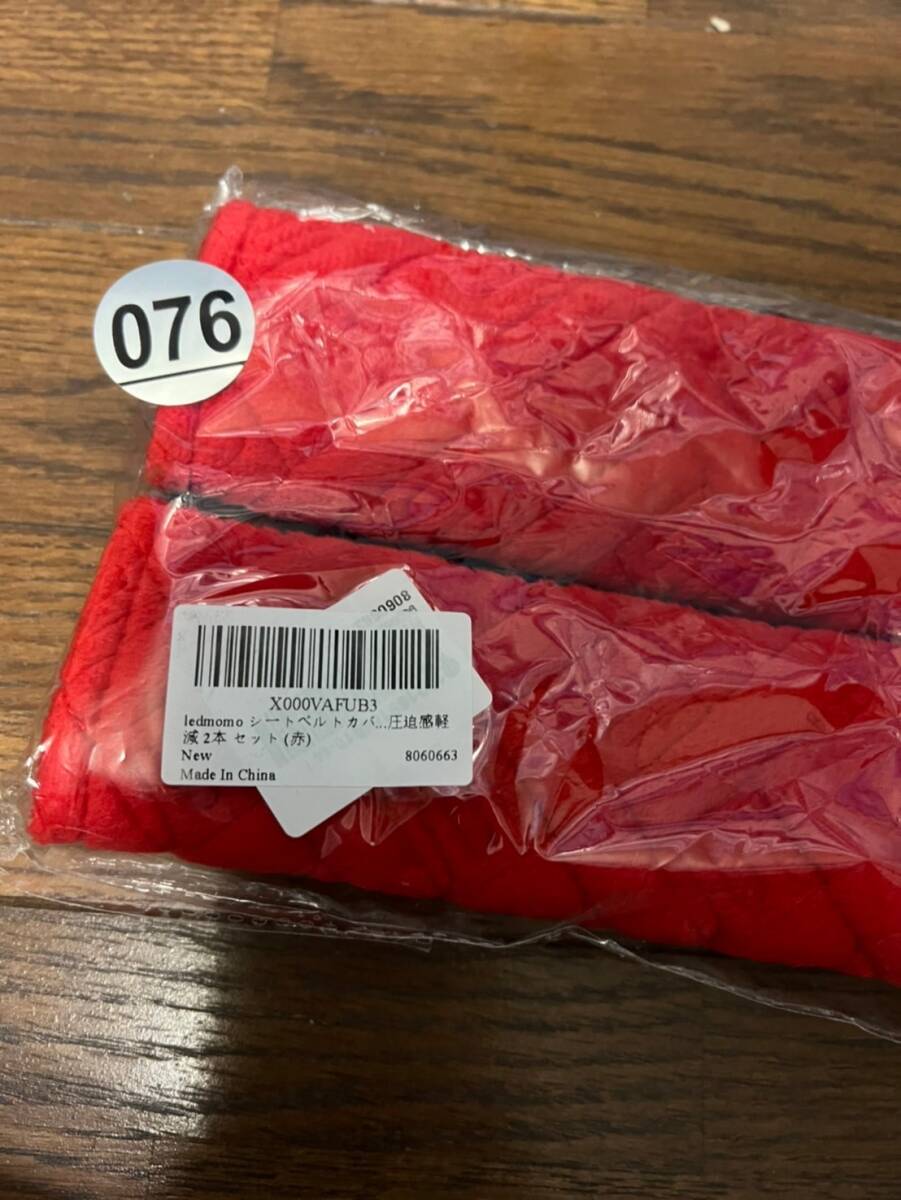 076
8060
X000VAFUB3
ledmomo シートベルトカバ...圧迫感軽
減 2本 セット (赤)
New 8060663
Made In China